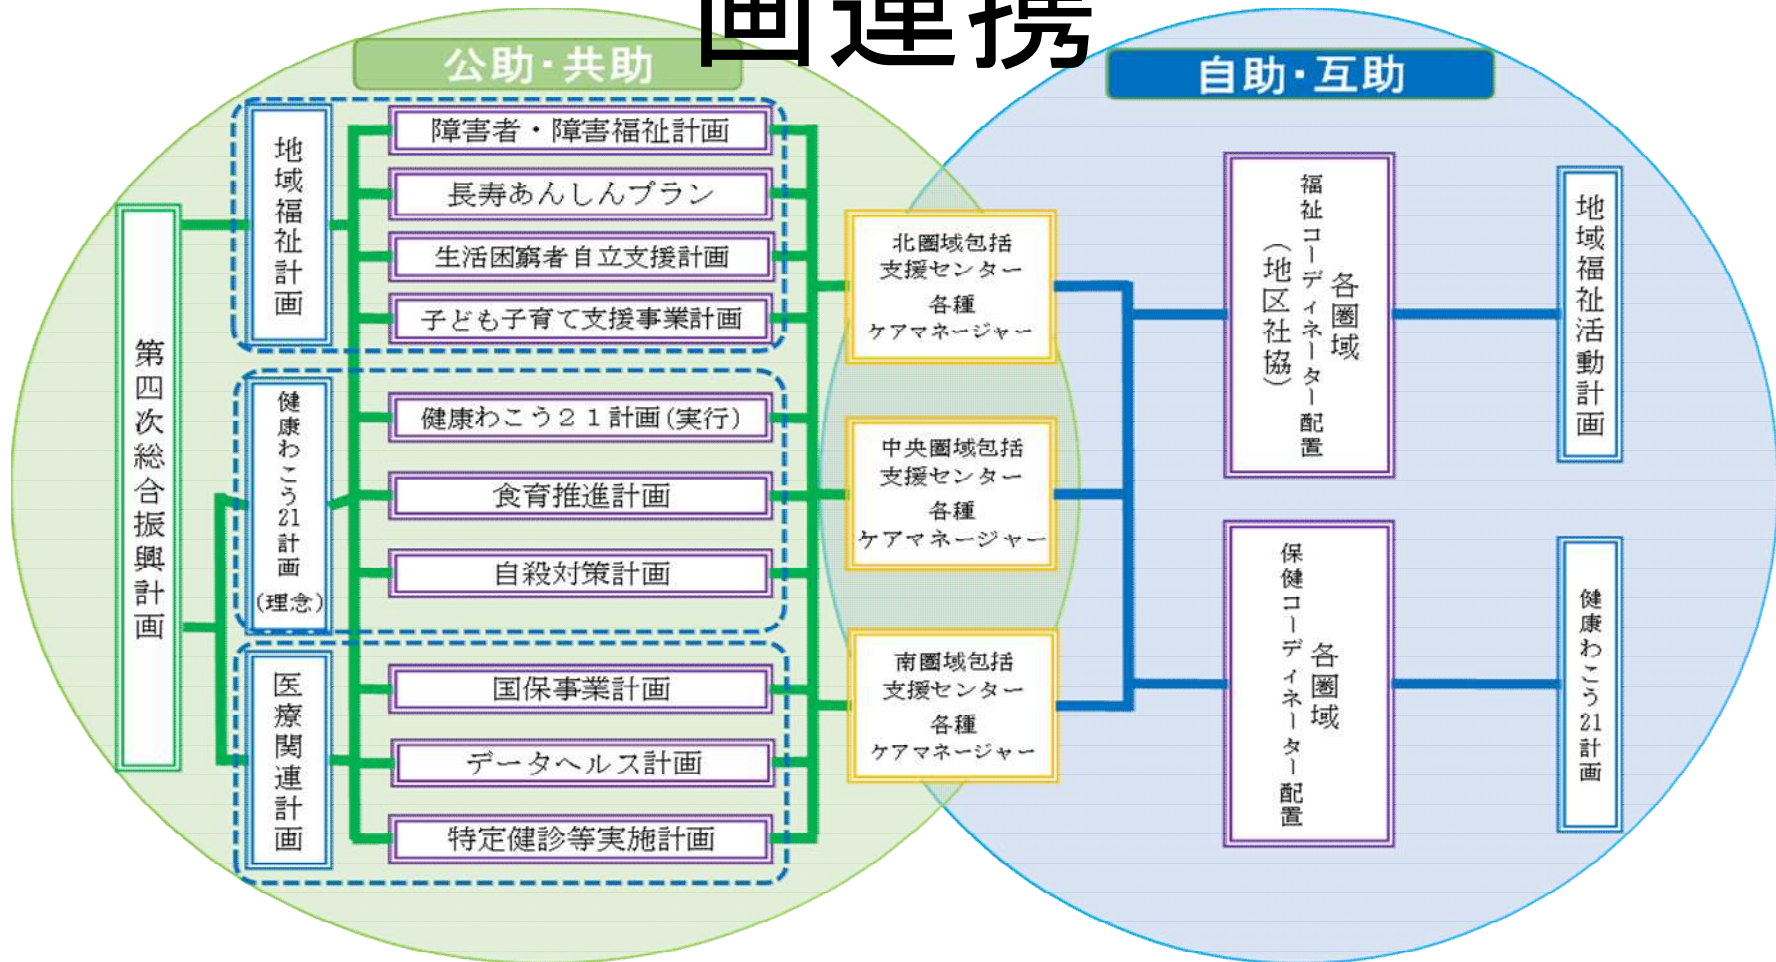 画連携
公助・共助
自助・互助
第四次総合振興計画
地域福祉計画
障害者・障害福祉計画
長寿あんしんプラン
生活困窮者自立支援計画
子ども子育て支援事業計画
健康わこう21計画
(理念)
健康わこう２１計画(実行)
食育推進計画
自殺対策計画
医療関連計画
国保事業計画
データヘルス計画
特定健診等実施計画
北圏域包括
支援センター
各種
ケアマネージャー
中央圏域包括
支援センター
各種
ケアマネージャー
南圏域包括
支援センター
各種
ケアマネージャー
各圏域
福祉コーディネーター配置
（地区社協）
地域福祉活動計画
各圏域
保健コーディネーター配置
健康わこう21計画